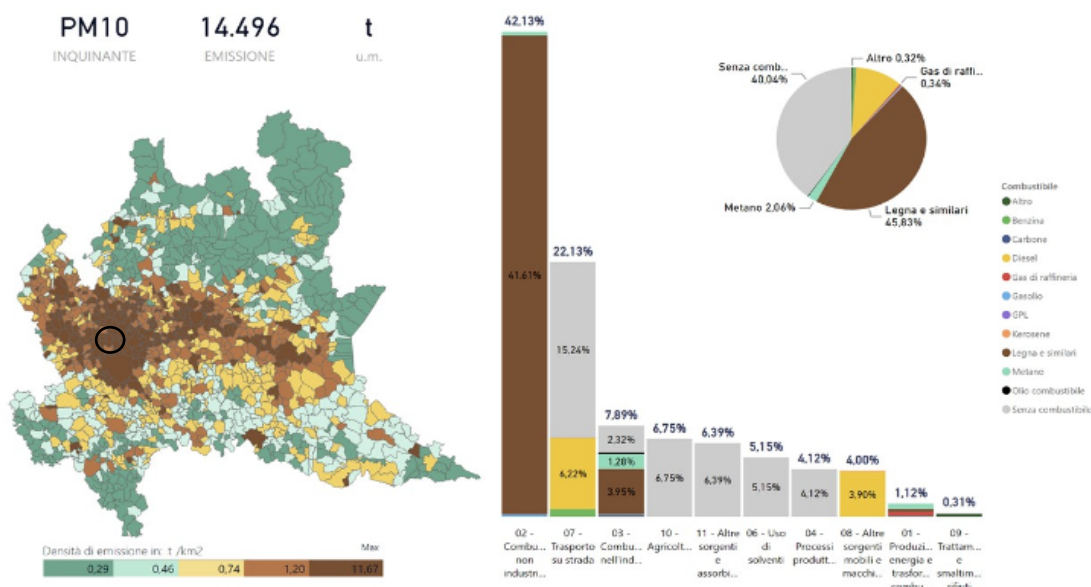 PM10
14.496
t
INQUINANTE
EMISSIONE
u.m.
Densità di emissione in: t /km2
Max
0,29
0,46
0,74
1,20
11,67
42,13%
41.61%
22,13%
15.24%
6,22%
7,89%
2.32%
1.28%
3.95%
6,75%
6,75%
6,39%
6,39%
5,15%
5,15%
4,12%
4,12%
4,00%
3,90%
1,12%
0,31%
02 -
Combu...
non
industri...
07 -
Trasporto
su strada
03 -
Combu...
nell'ind...
10 -
Agricolt...
11 - Altre
sorgenti
e
assorbi...
06 - Uso
di
solventi
04 -
Processi
produtt...
08 - Altre
sorgenti
mobili e
macchi...
01 -
Produzi...
energia e
trasfor...
09 -
Trattam...
e
smaltim...
Senza comb...
40,04%
Altro 0,32%
Gas di raffi...
0,34%
Metano 2,06%
Legna e similari
45,83%
Combustibile
Altro
Benzina
Carbone
Diesel
Gas di raffineria
Gasolio
GPL
Kerosene
Legna e similari
Metano
Olio combustibile
Senza combustibile